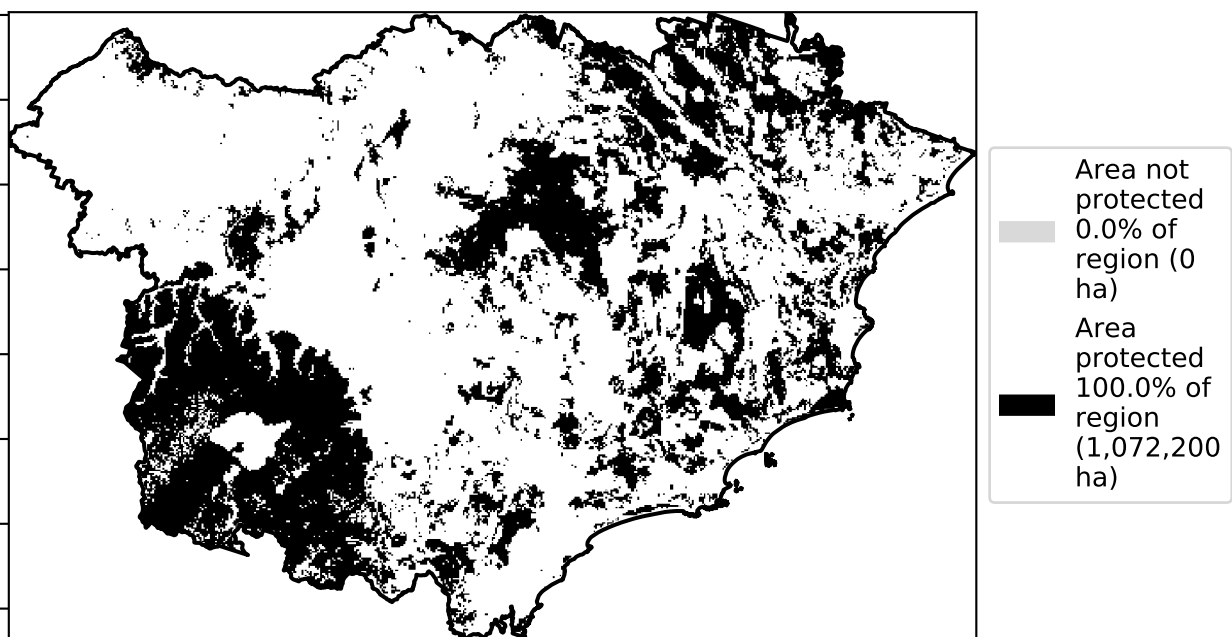 Area not
protected
0.0% of
region (0
ha)
Area
protected
100.0% of
region
(1,072,200
ha)